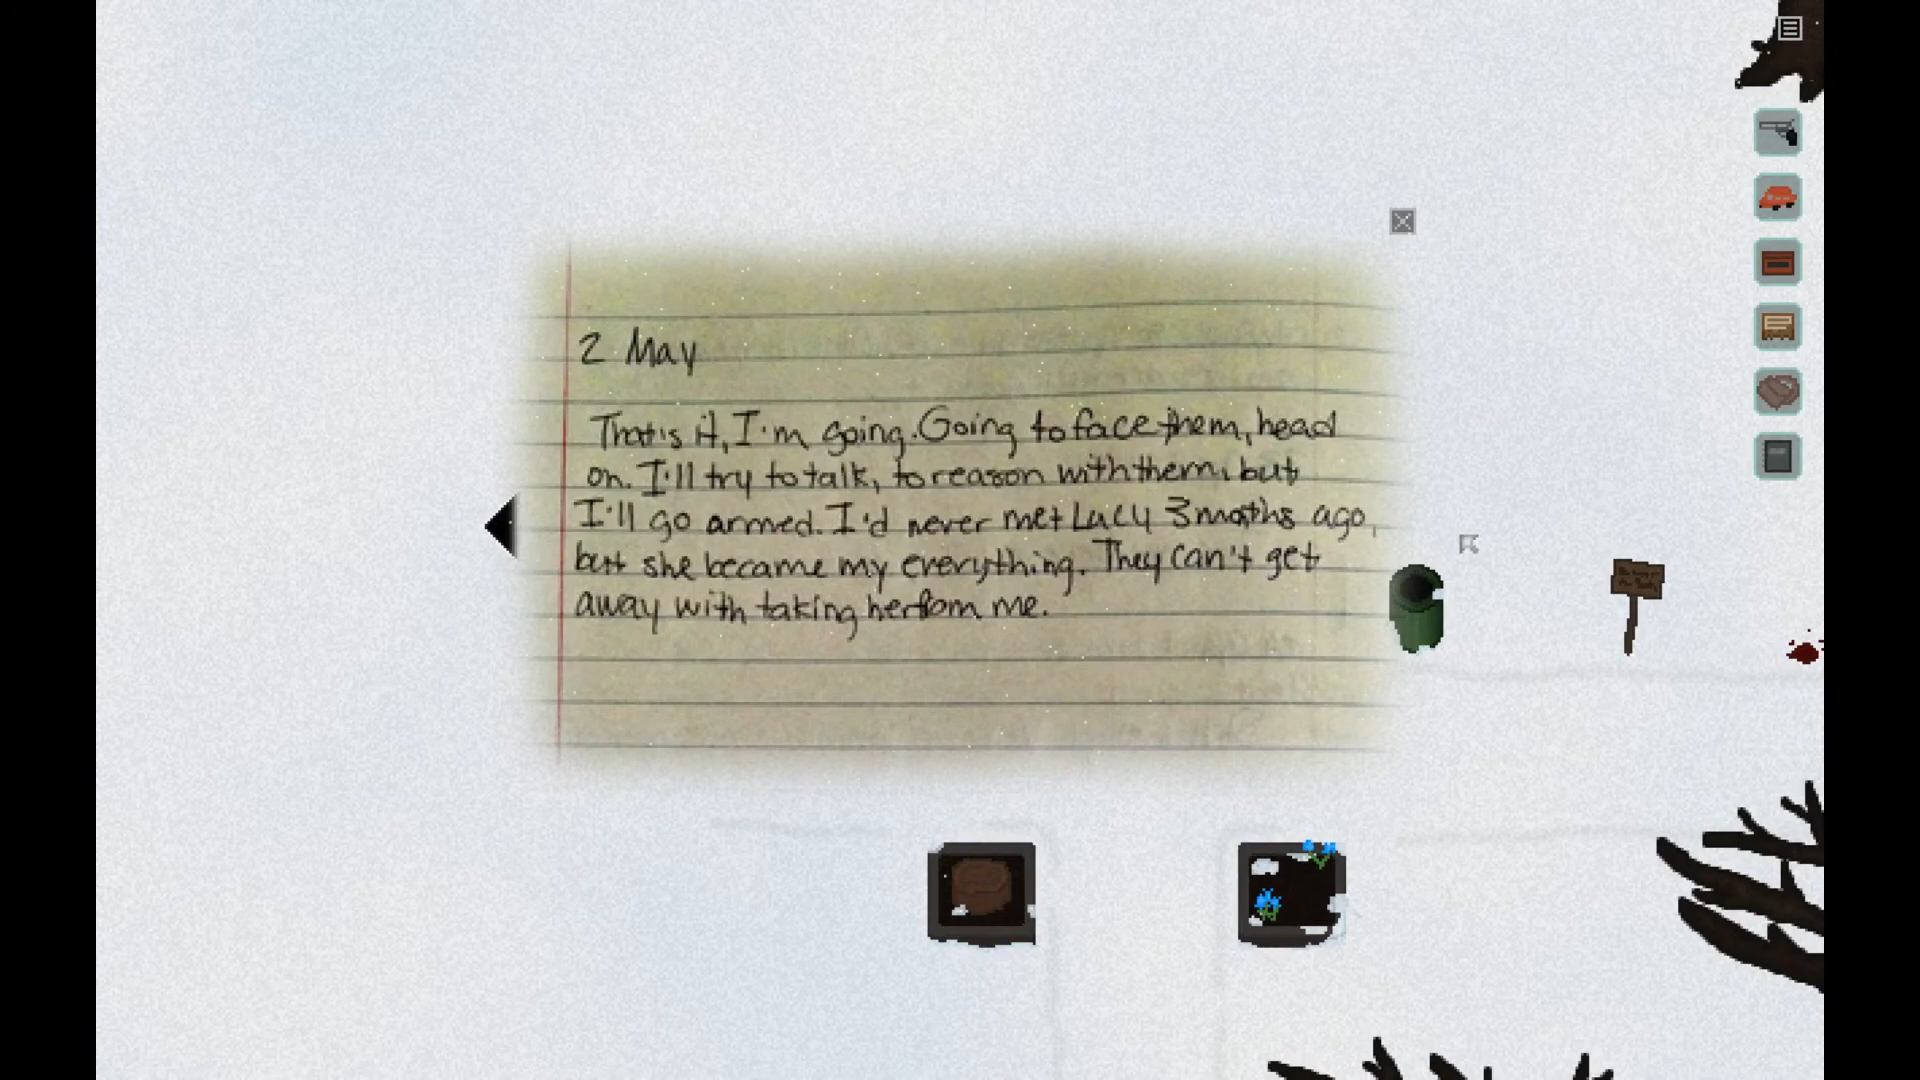 2 May
That's it, I'm going. Going to face them, head
on. I'll try to talk, to reason with them, but
I'll go armed. I'd never met Lucy 3 months ago,
but she became my everything. They can't get
away with taking her from me.